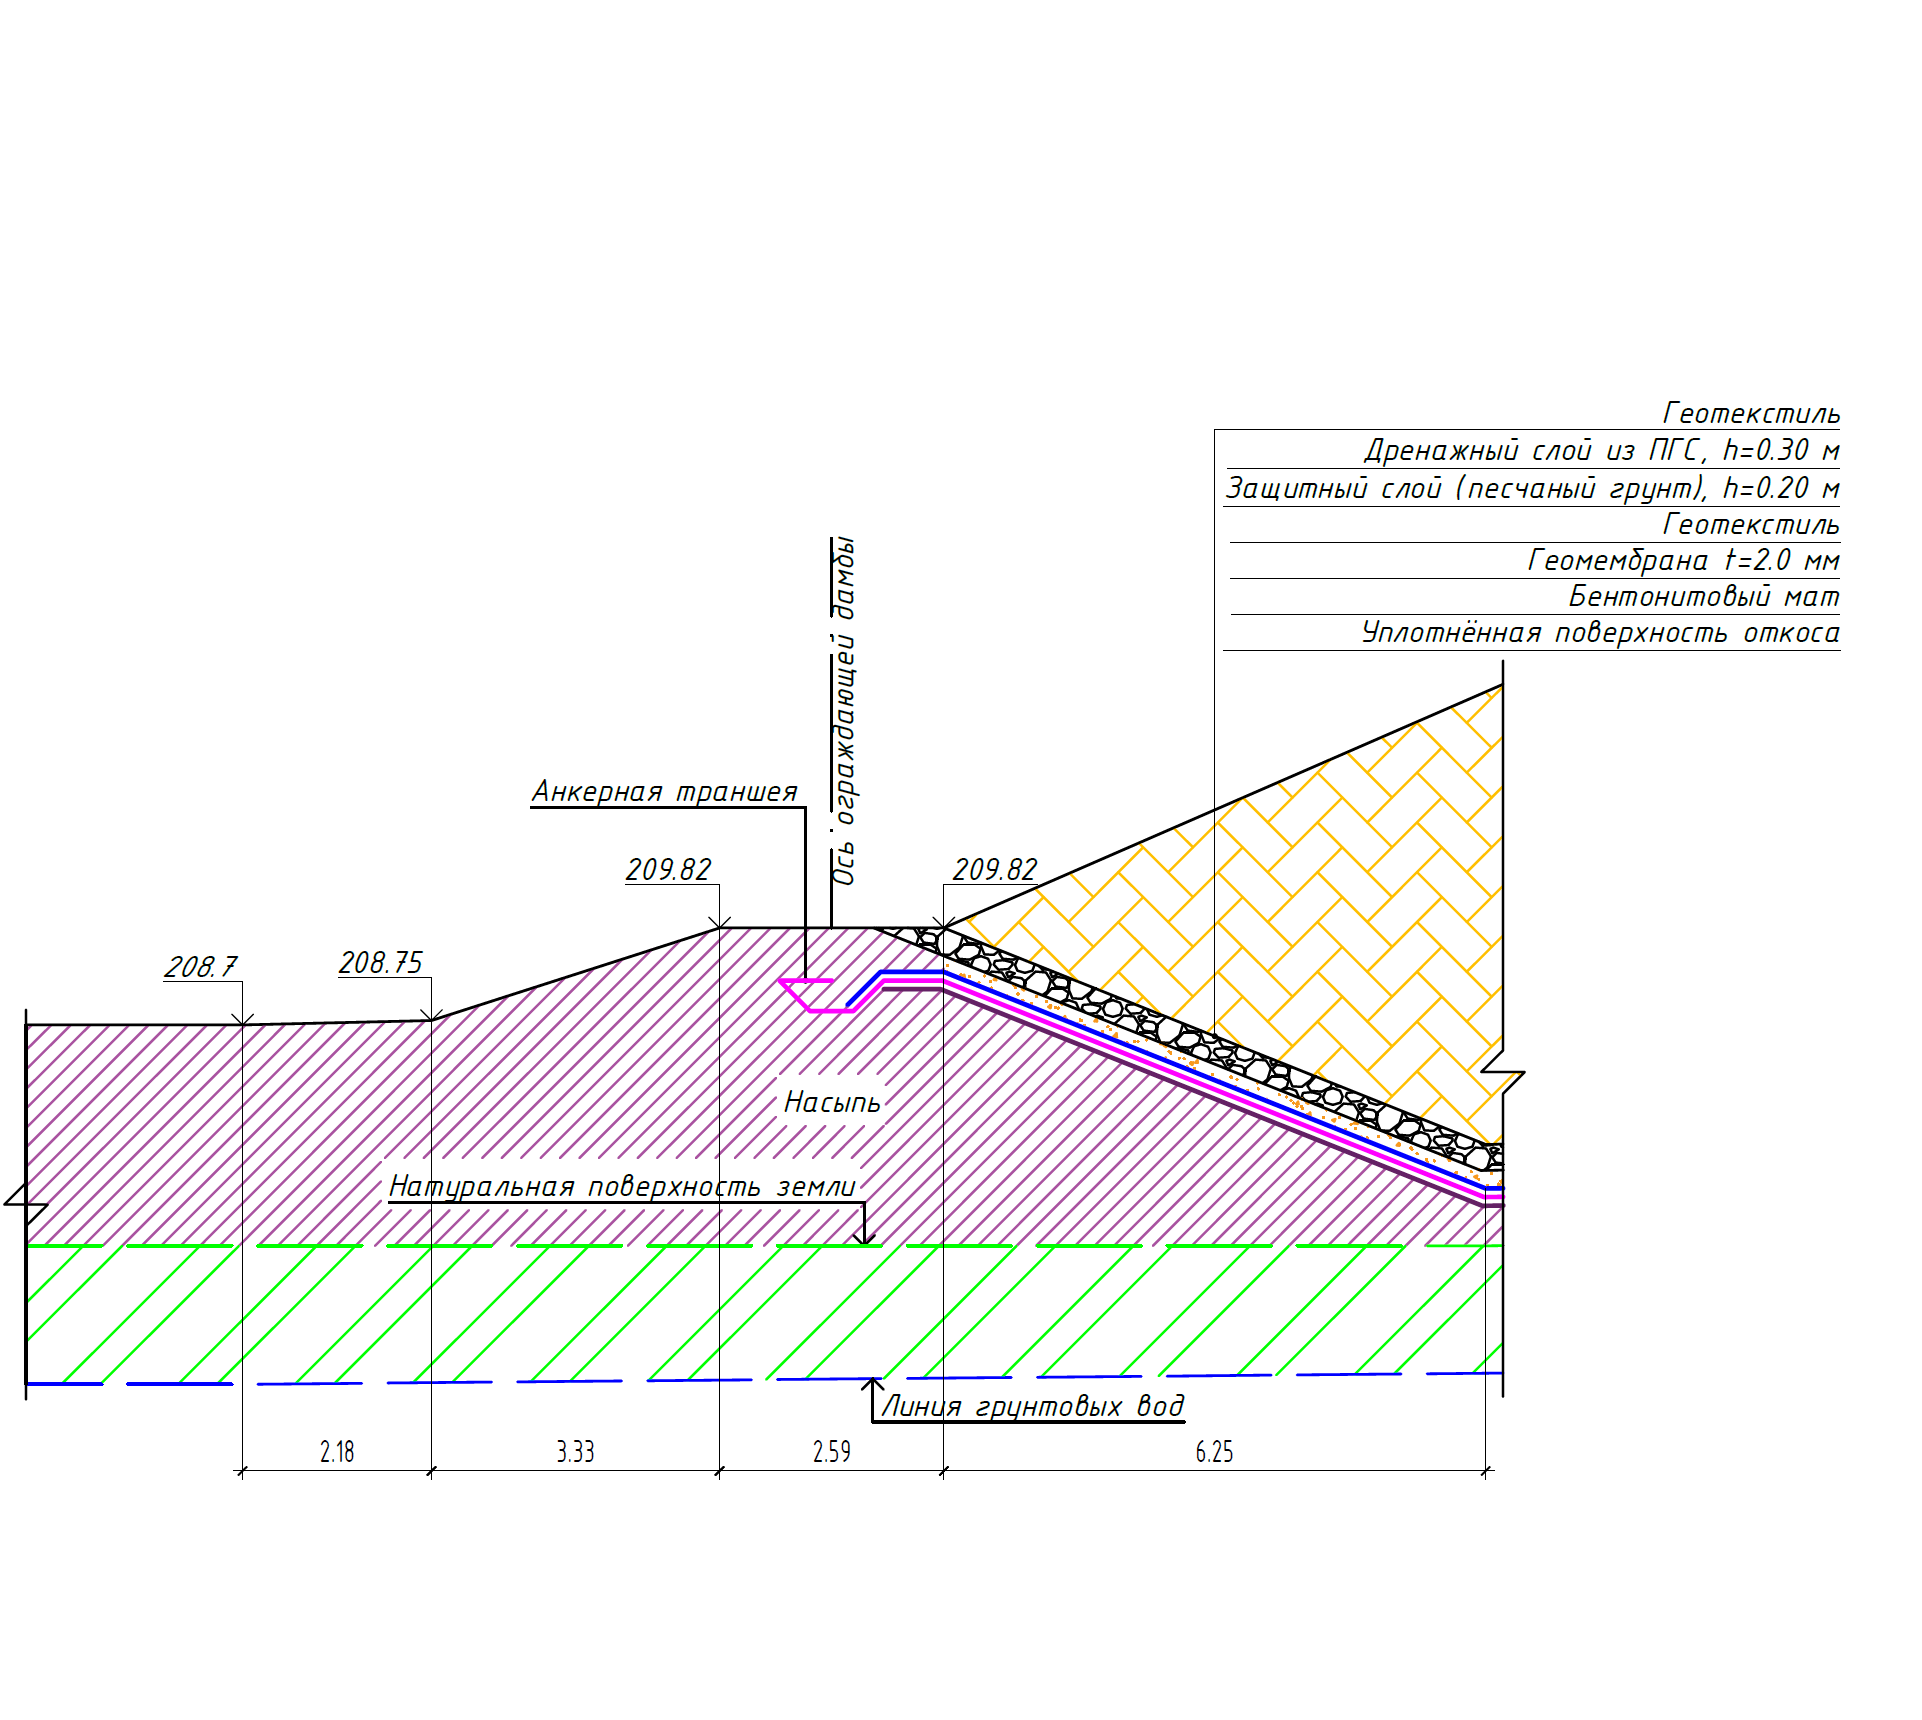 Геотекстиль
Дренажный слой из ПГС, h=0.30 м
Защитный слой (песчаный грунт), h=0.20 м
Геотекстиль
Геомембрана t=2.0 мм
Бентонитовый мат
Уплотнённая поверхность откоса
Ось ограждающей дамбы
Анкерная траншея
209.82
209.82
208.75
208.7
Насыпь
Натуральная поверхность земли
Линия грунтовых вод
2.18
3.33
2.59
6.25